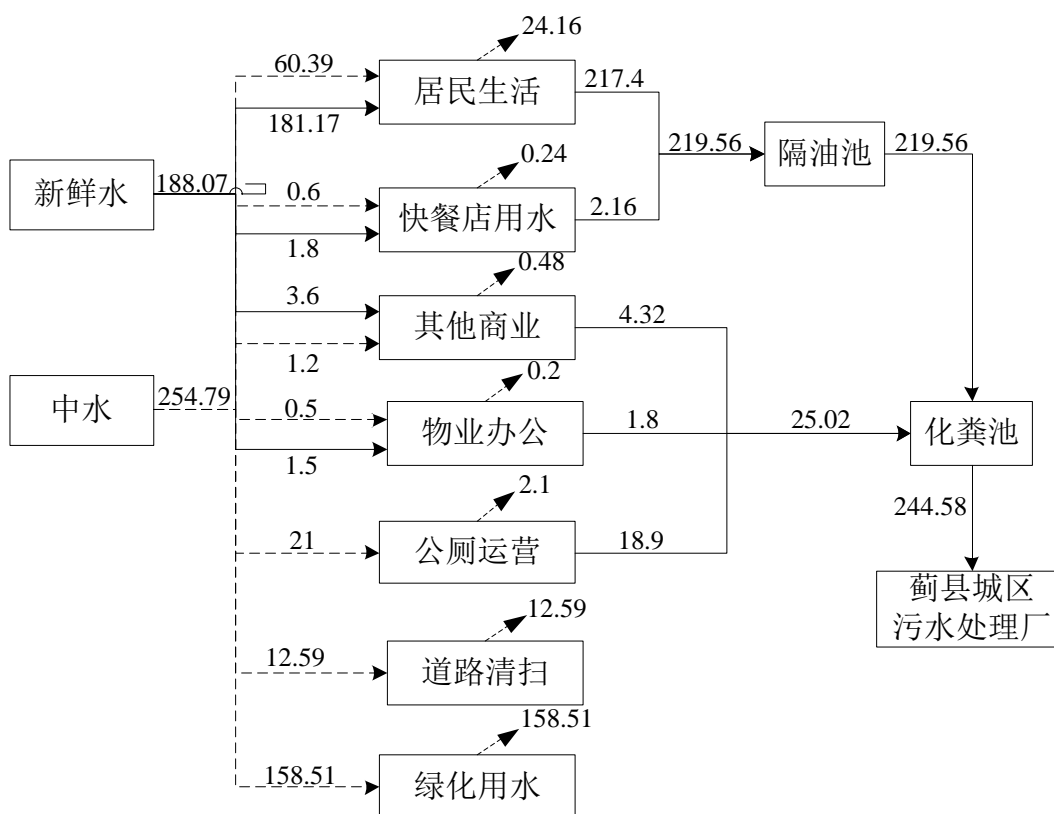 24.16
60.39
居民生活
217.4
181.17
219.56
隔油池
219.56
新鲜水
188.07
0.24
0.6
快餐店用水
2.16
1.8
0.48
3.6
其他商业
4.32
1.2
中水
254.79
0.2
0.5
物业办公
1.8
25.02
化粪池
1.5
2.1
244.58
21
公厕运营
18.9
蓟县城区
污水处理厂
12.59
12.59
道路清扫
158.51
158.51
绿化用水